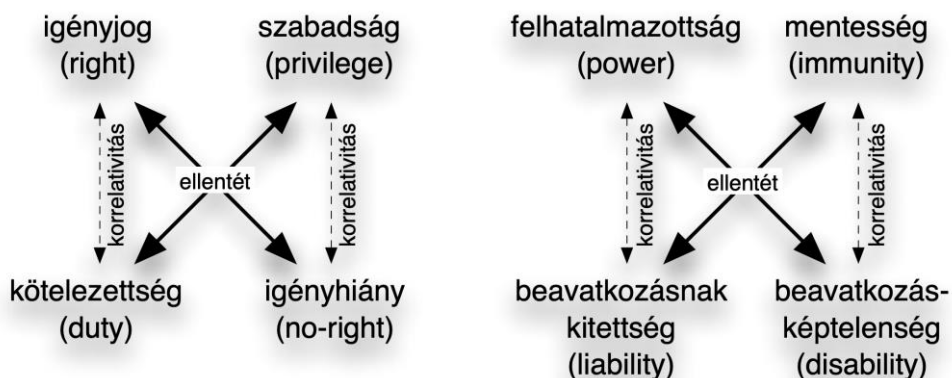 igényjog
(right)
szabadság
(privilege)
felhatalmazottság
(power)
mentesség
(immunity)
korrelativitás
ellentét
korrelativitás
korrelativitás
ellentét
korrelativitás
kötelezettség
(duty)
igényhiány
(no-right)
beavatkozásnak
kitettség
(liability)
beavatkozás-
képtelenség
(disability)